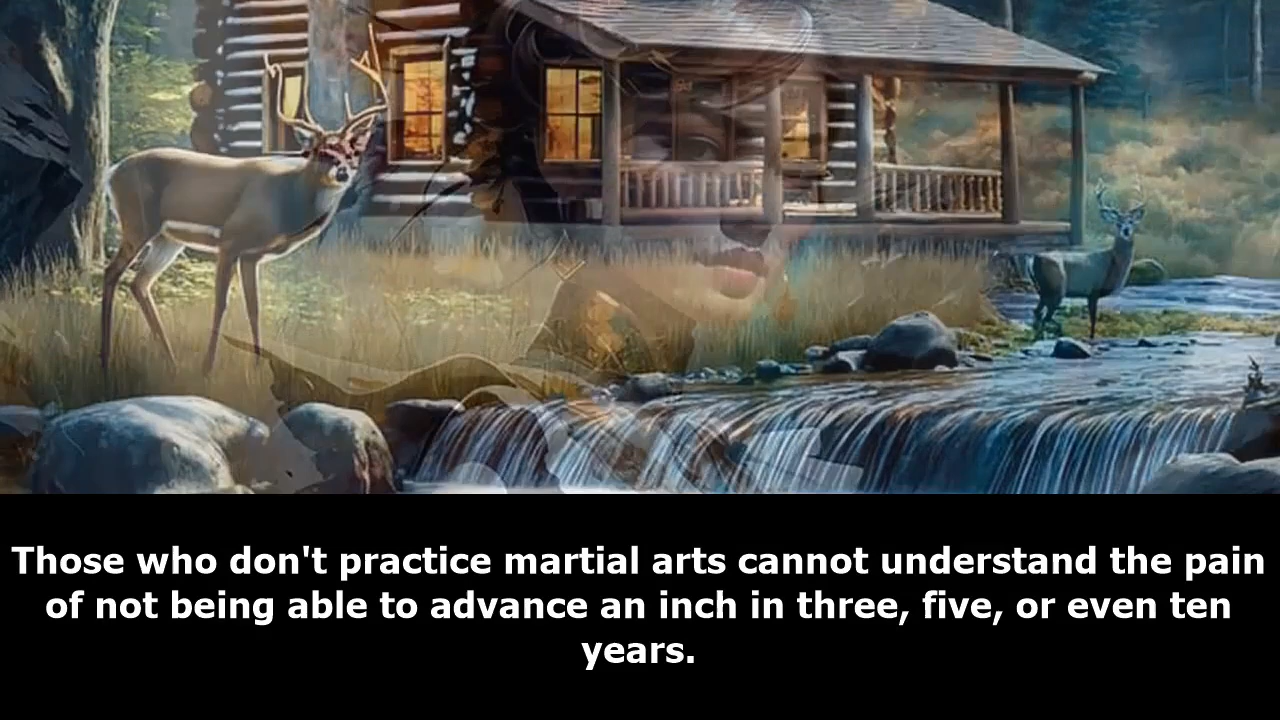 Those who don't practice martial arts cannot understand the pain
of not being able to advance an inch in three, five, or even ten
years.